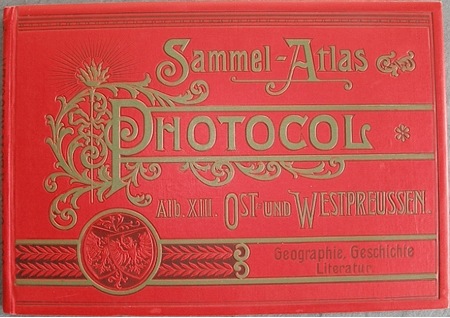 Sammel-Atlas
PHOTOCOL
Alb. XIII. OST- UND WESTPREUSSEN.
Geographie, Geschichte
Literatur.